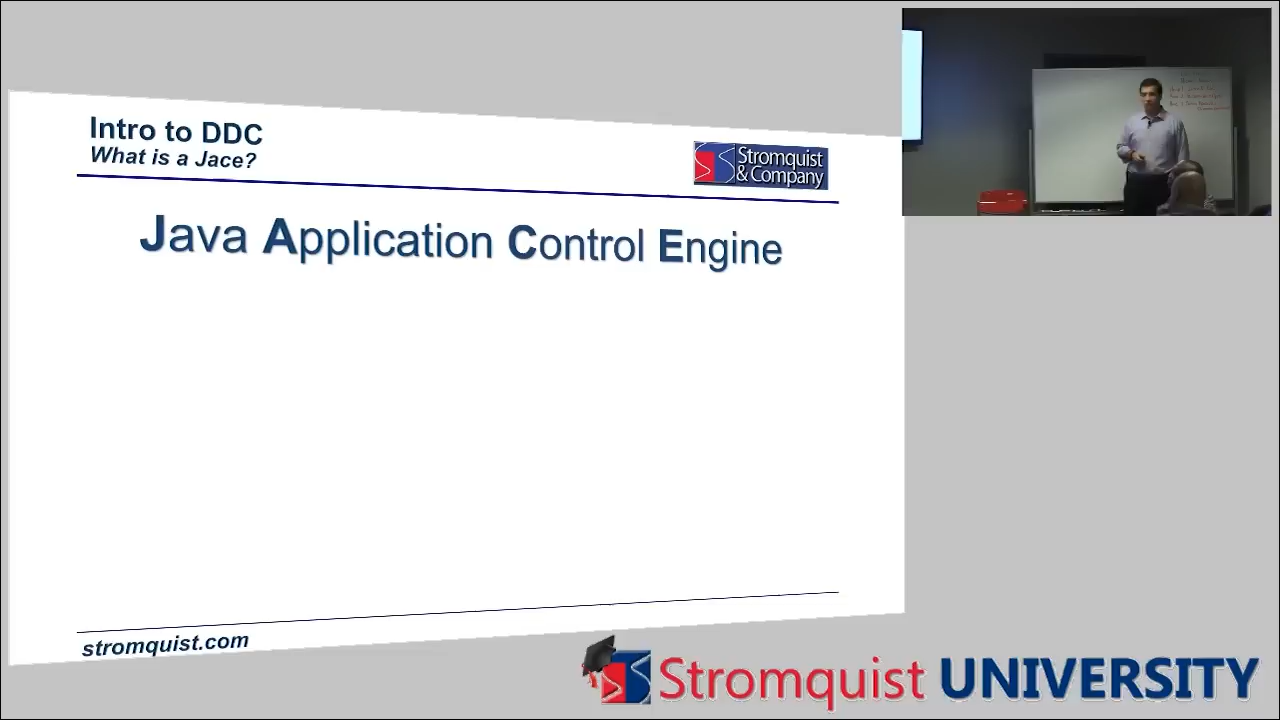 Intro to DDC
What is a Jace?
Stromquist
& Company
Java Application Control Engine
stromquist.com
Stromquist UNIVERSITY